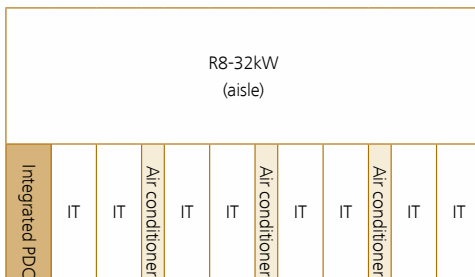 R8-32kW
(aisle)
Integrated PDC
IT
IT
Air conditioner
IT
IT
Air conditioner
IT
IT
Air conditioner
IT
IT